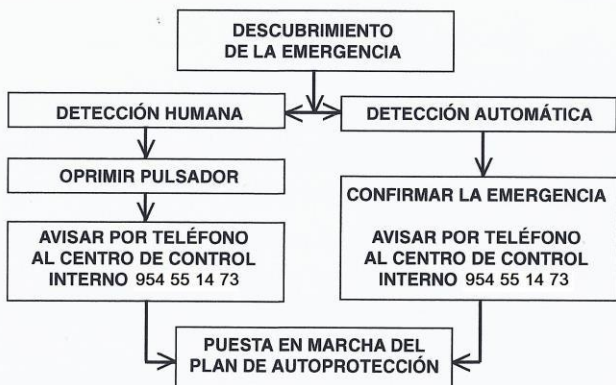 DESCUBRIMIENTO
DE LA EMERGENCIA
DETECCIÓN HUMANA
DETECCIÓN AUTOMÁTICA
OPRIMIR PULSADOR
AVISAR POR TELÉFONO
AL CENTRO DE CONTROL
INTERNO 954 55 14 73
CONFIRMAR LA EMERGENCIA
AVISAR POR TELÉFONO
AL CENTRO DE CONTROL
INTERNO 954 55 14 73
PUESTA EN MARCHA DEL
PLAN DE AUTOPROTECCIÓN